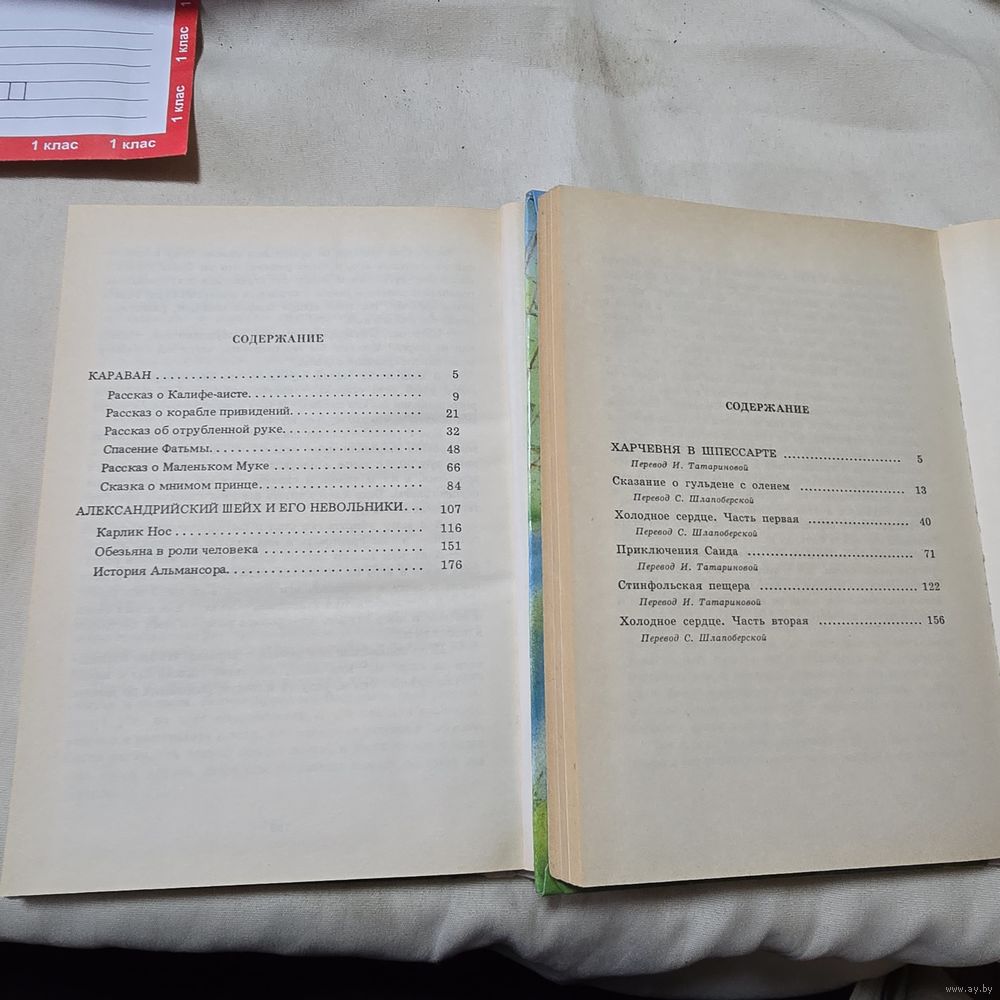 1 клас
1 клас
1 клас
1 клас
СОДЕРЖАНИЕ
КАРАВАН ..................................... 5
Рассказ о Калифе-аисте......................... 9
Рассказ о корабле привидений................... 21
Рассказ об отрубленной руке.................... 32
Спасение Фатьмы............................... 48
Рассказ о Маленьком Муке ...................... 66
Сказка о мнимом принце........................ 84
АЛЕКСАНДРИЙСКИЙ ШЕЙХ И ЕГО НЕВОЛЬНИКИ... 107
Карлик Нос ................................... 116
Обезьяна в роли человека ...................... 151
История Альмансора............................ 176
СОДЕРЖАНИЕ
ХАРЧЕВНЯ В ШПЕССАРТЕ ..................... 5
Перевод И. Татариновой
Сказание о гульдене с оленем .................... 13
Перевод С. Шлапоберской
Холодное сердце. Часть первая .................. 40
Перевод С. Шлапоберской
Приключения Саида ............................. 71
Перевод И. Татариновой
Стинфольская пещера ............................ 122
Перевод И. Татариновой
Холодное сердце. Часть вторая .................. 156
Перевод С. Шлапоберской
www.ay.by